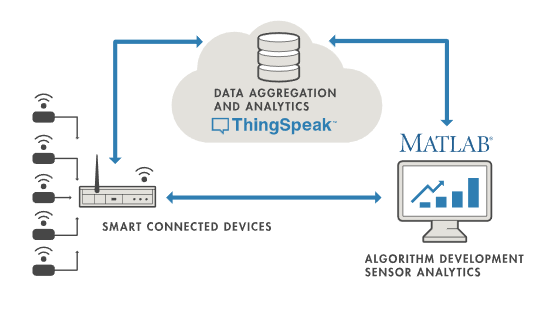 DATA AGGREGATION
AND ANALYTICS
ThingSpeak™
MATLAB®
SMART CONNECTED DEVICES
ALGORITHM DEVELOPMENT
SENSOR ANALYTICS